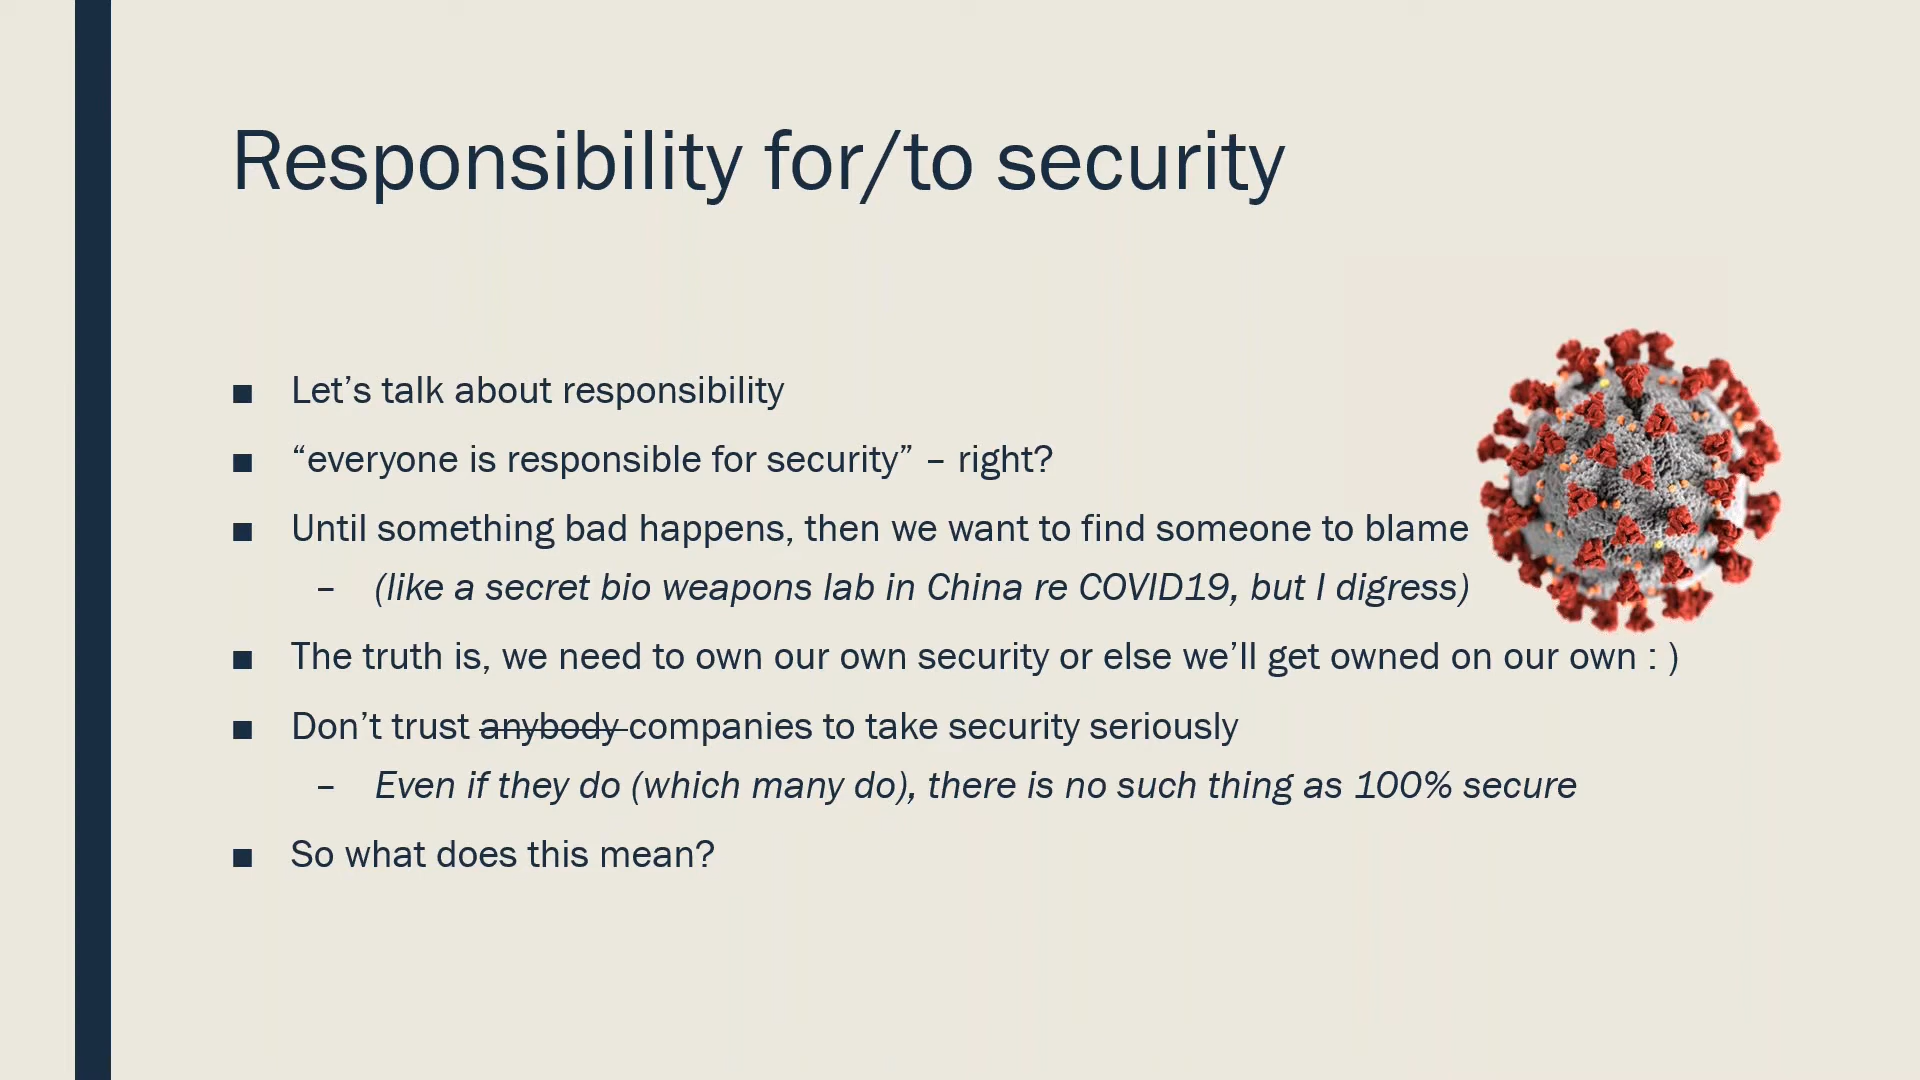 Responsibility for/to security
■ Let’s talk about responsibility
■ “everyone is responsible for security” – right?
■ Until something bad happens, then we want to find someone to blame
– (like a secret bio weapons lab in China re COVID19, but I digress)
■ The truth is, we need to own our own security or else we’ll get owned on our own : )
■ Don’t trust anybody companies to take security seriously
– Even if they do (which many do), there is no such thing as 100% secure
■ So what does this mean?